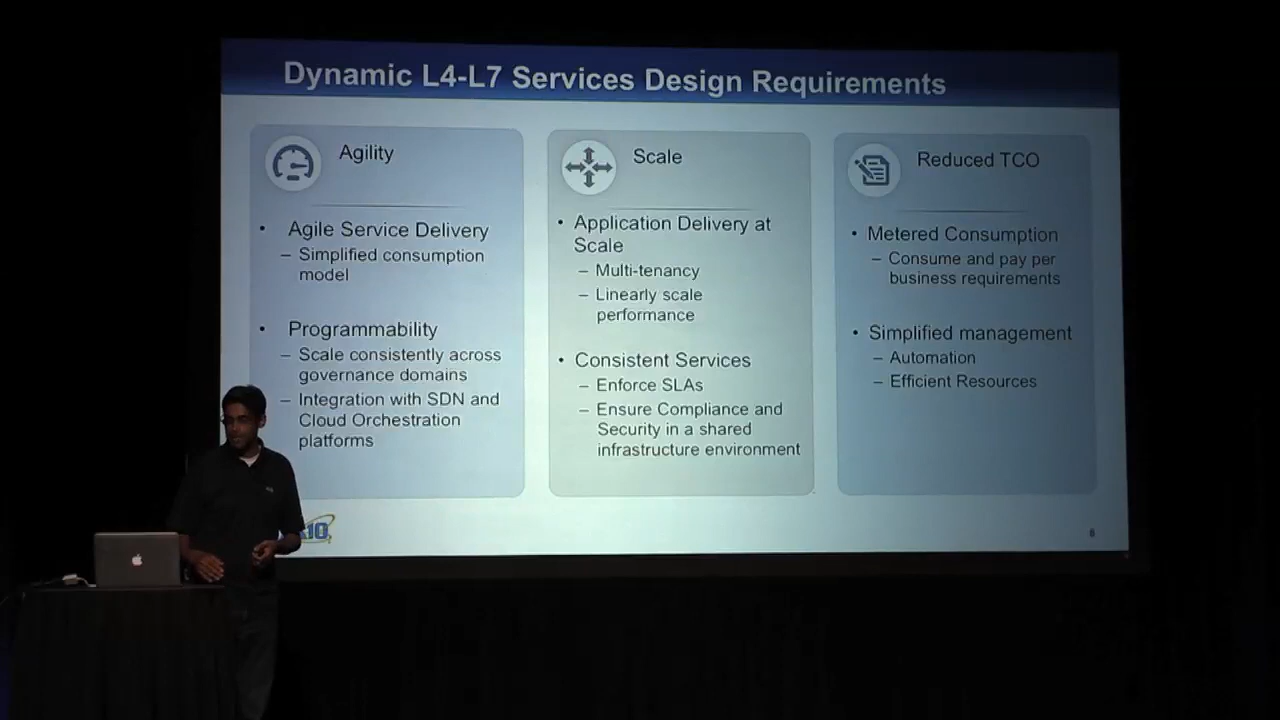 Dynamic L4-L7 Services Design Requirements
Agility
• Agile Service Delivery
– Simplified consumption
model
• Programmability
– Scale consistently across
governance domains
– Integration with SDN and
Cloud Orchestration
platforms
Scale
• Application Delivery at
Scale
– Multi-tenancy
– Linearly scale
performance
• Consistent Services
– Enforce SLAs
– Ensure Compliance and
Security in a shared
infrastructure environment
Reduced TCO
• Metered Consumption
– Consume and pay per
business requirements
• Simplified management
– Automation
– Efficient Resources
A10
6